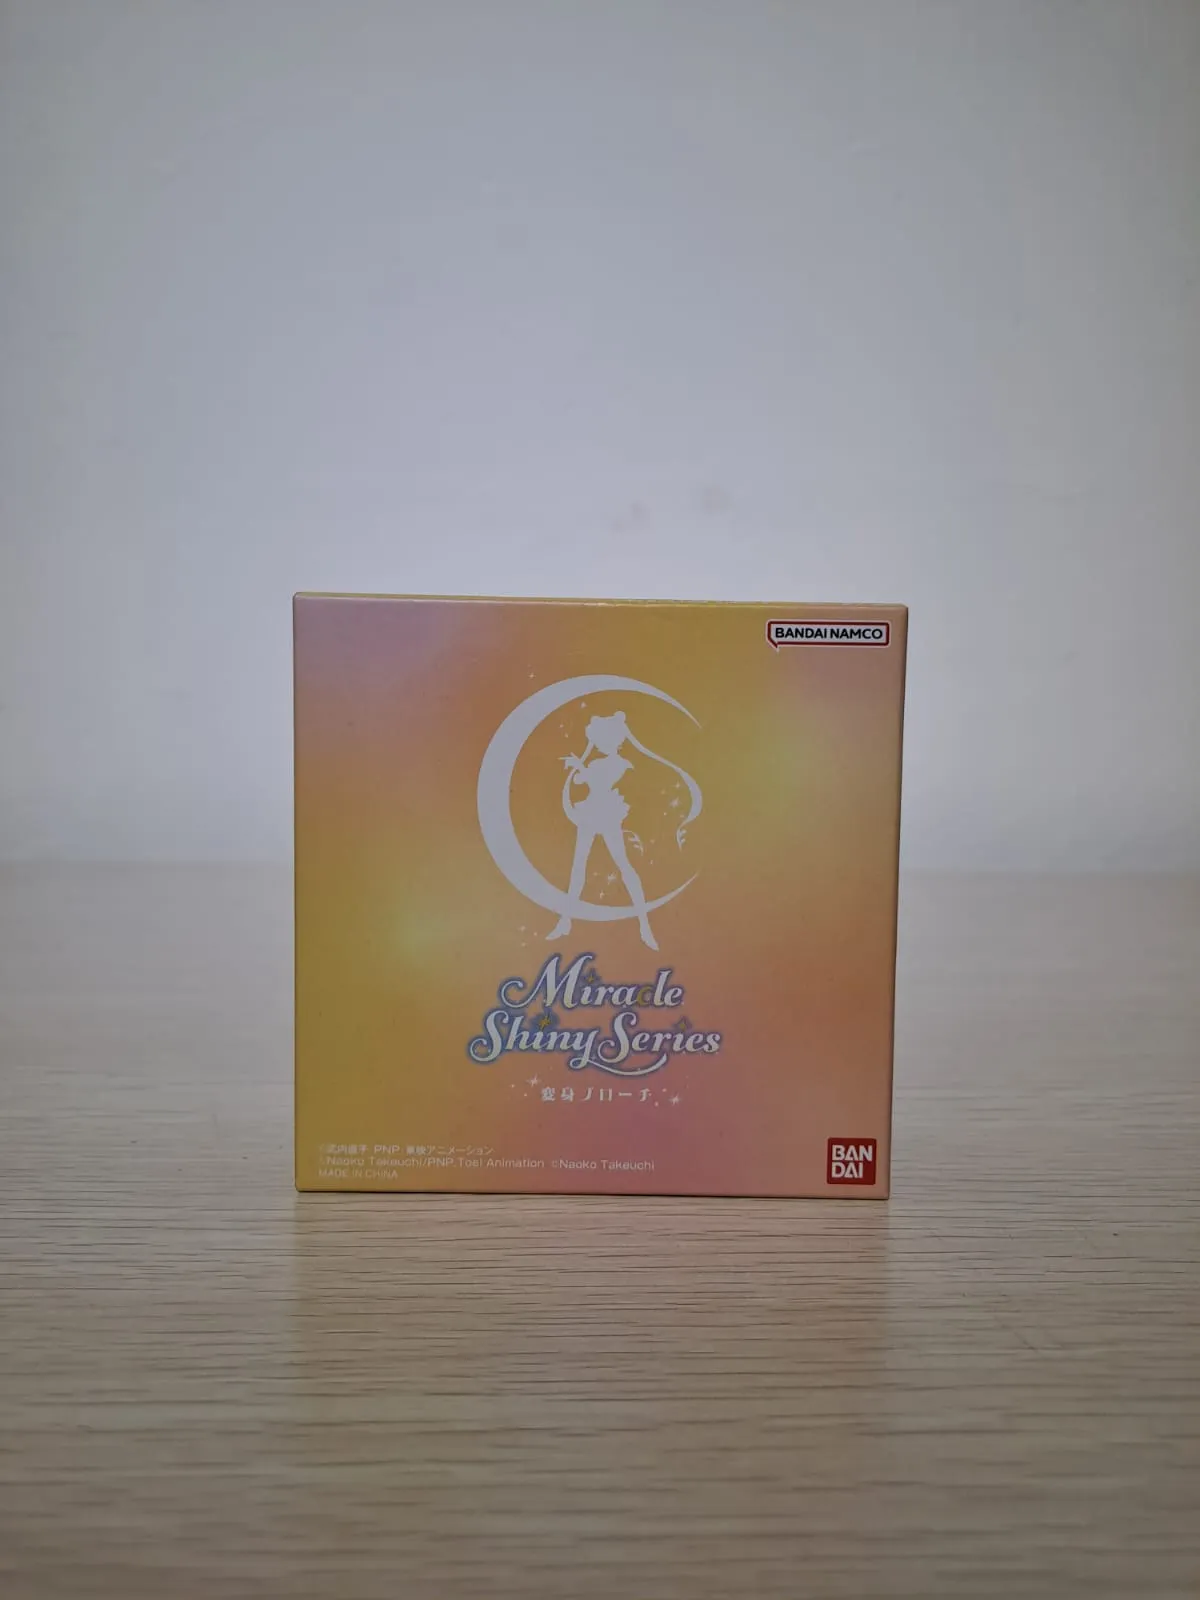 BANDAI NAMCO
Miracle
Shiny Series
変身ブローチ
©武内直子・PNP・東映アニメーション
©Naoko Takeuchi/PNP,Toei Animation ©Naoko Takeuchi
MADE IN CHINA
BAN
DAI